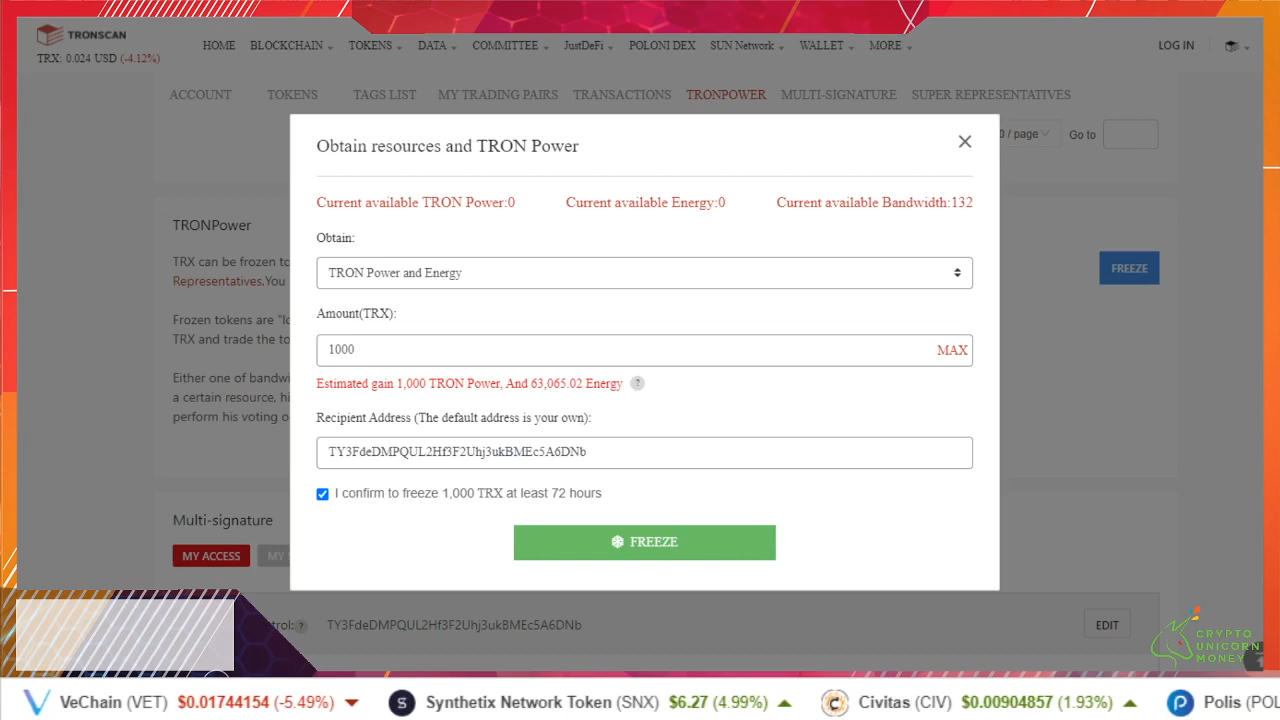 TRONSCAN
TRX: 0.024 USD (-4.12%)
HOME BLOCKCHAIN TOKENS DATA COMMITTEE JustDeFi POLONI DEX SUN Network WALLET MORE LOG IN
ACCOUNT TOKENS TAGS LIST MY TRADING PAIRS TRANSACTIONS TRONPOWER MULTI-SIGNATURE SUPER REPRESENTATIVES
0 / page Go to
Obtain resources and TRON Power
Current available TRON Power:0 Current available Energy:0 Current available Bandwidth:132
TRONPower
Obtain:
TRX can be frozen to
Representatives.You
TRON Power and Energy
FREEZE
Amount(TRX):
Frozen tokens are "lo
TRX and trade the to
1000 MAX
Either one of bandwi
a certain resource, hi
perform his voting o
Estimated gain 1,000 TRON Power, And 63,065.02 Energy ?
Recipient Address (The default address is your own):
TY3FdeDMPQUL2Hf3F2Uhj3ukBMEc5A6DNb
I confirm to freeze 1,000 TRX at least 72 hours
Multi-signature
FREEZE
MY ACCESS MY
trol: ? TY3FdeDMPQUL2Hf3F2Uhj3ukBMEc5A6DNb EDIT
CRYPTO
UNICORN
MONEY
VeChain (VET) $0.01744154 (-5.49%) Synthetix Network Token (SNX) $6.27 (4.99%) Civitas (CIV) $0.00904857 (1.93%) Polis (POL